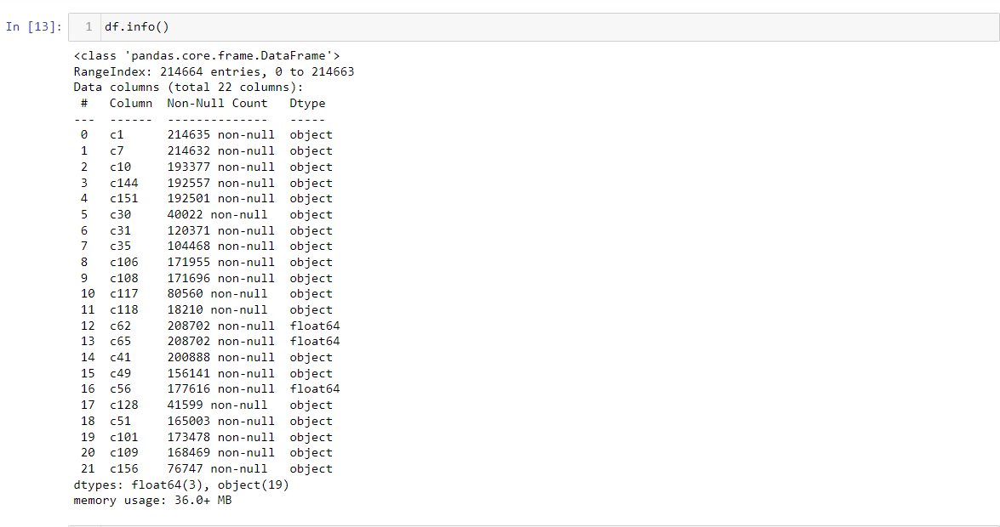 In [13]: 1 df.info()
<class 'pandas.core.frame.DataFrame'>
RangeIndex: 214664 entries, 0 to 214663
Data columns (total 22 columns):
 #   Column  Non-Null Count   Dtype
---  ------  --------------   -----
 0   c1      214635 non-null  object
 1   c7      214632 non-null  object
 2   c10     193377 non-null  object
 3   c144    192557 non-null  object
 4   c151    192501 non-null  object
 5   c30     40022 non-null   object
 6   c31     120371 non-null  object
 7   c35     104468 non-null  object
 8   c106    171955 non-null  object
 9   c108    171696 non-null  object
 10  c117    80560 non-null   object
 11  c118    18210 non-null   object
 12  c62     208702 non-null  float64
 13  c65     208702 non-null  float64
 14  c41     200888 non-null  object
 15  c49     156141 non-null  object
 16  c56     177616 non-null  float64
 17  c128    41599 non-null   object
 18  c51     165003 non-null  object
 19  c101    173478 non-null  object
 20  c109    168469 non-null  object
 21  c156    76747 non-null   object
dtypes: float64(3), object(19)
memory usage: 36.0+ MB